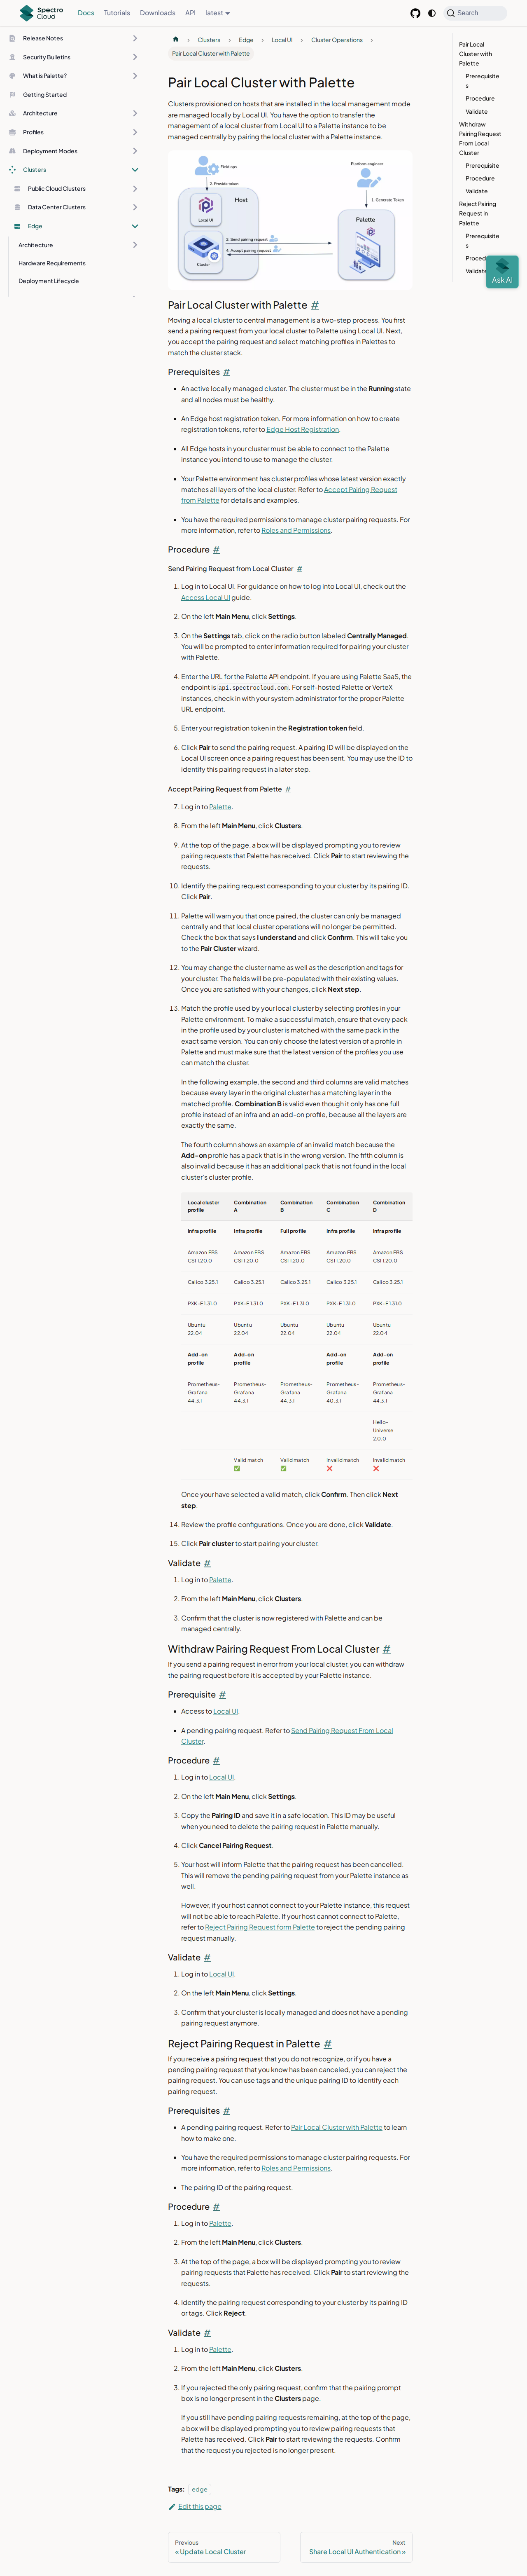 Spectro Cloud
Docs
Tutorials
Downloads
API
latest
Search
Release Notes
Security Bulletins
What is Palette?
Getting Started
Architecture
Profiles
Deployment Modes
Clusters
Public Cloud Clusters
Data Center Clusters
Edge
Architecture
Hardware Requirements
Deployment Lifecycle
Clusters
Edge
Local UI
Cluster Operations
Pair Local Cluster with Palette
Pair Local Cluster with Palette
Clusters provisioned on hosts that are installed in the local management mode
are managed locally by Local UI. You have the option to transfer the
management of a local cluster from Local UI to a Palette instance to be
managed centrally by pairing the local cluster with a Palette instance.
Field ops
2. Provide token
Host
Local UI
Cluster
3. Send pairing request
4. Accept pairing request
Platform engineer
1. Generate Token
Palette
Pair Local Cluster with Palette #
Moving a local cluster to central management is a two-step process. You first
send a pairing request from your local cluster to Palette using Local UI. Next,
you accept the pairing request and select matching profiles in Palettes to
match the cluster stack.
Prerequisites #
An active locally managed cluster. The cluster must be in the Running state
and all nodes must be healthy.
An Edge host registration token. For more information on how to create
registration tokens, refer to Edge Host Registration.
All Edge hosts in your cluster must be able to connect to the Palette
instance you intend to use to manage the cluster.
Your Palette environment has cluster profiles whose latest version exactly
matches all layers of the local cluster. Refer to Accept Pairing Request
from Palette for details and examples.
You have the required permissions to manage cluster pairing requests. For
more information, refer to Roles and Permissions.
Procedure #
Send Pairing Request from Local Cluster #
1. Log in to Local UI. For guidance on how to log into Local UI, check out the
Access Local UI guide.
2. On the left Main Menu, click Settings.
3. On the Settings tab, click on the radio button labeled Centrally Managed.
You will be prompted to enter information required for pairing your cluster
with Palette.
4. Enter the URL for the Palette API endpoint. If you are using Palette SaaS, the
endpoint is api.spectrocloud.com. For self-hosted Palette or VerteX
instances, check in with your system administrator for the proper Palette
URL endpoint.
5. Enter your registration token in the Registration token field.
6. Click Pair to send the pairing request. A pairing ID will be displayed on the
Local UI screen once a pairing request has been sent. You may use the ID to
identify this pairing request in a later step.
Accept Pairing Request from Palette #
7. Log in to Palette.
8. From the left Main Menu, click Clusters.
9. At the top of the page, a box will be displayed prompting you to review
pairing requests that Palette has received. Click Pair to start reviewing the
requests.
10. Identify the request corresponding to your cluster by its pairing ID.
Click Pair.
11. Palette will warn you that once paired, the cluster can only be managed
centrally and that local cluster operations will no longer be permitted.
Check the box that says I understand and click Confirm. This will take you
to the Pair Cluster wizard.
12. You may change the cluster name as well as the description and tags for
your cluster. The fields will be pre-populated with their existing values.
Once you are satisfied with your changes, click Next step.
13. Match the profile used by your local cluster by selecting profiles in your
Palette environment. To make a successful match, ensure that every pack
in the profile used by your cluster is matched with the same pack in the
exact same version. You can only choose the latest version of a profile in
Palette and must make sure that the latest version of the profiles you use
can match the cluster.
In the following example, the second and third columns are valid matches
because every layer in the original cluster has a matching layer in the
matched profile. Combination B is valid even though it only has one full
profile instead of an infra and an add-on profile, because all the layers are
exactly the same.
The fourth column shows an example of an invalid match because the
Add-on profile has a pack that is in the wrong version. The fifth column is
also invalid because it has an additional pack that is not found in the local
cluster's cluster profile.
Local cluster profile
Combination A
Combination B
Combination C
Combination D
Infra profile
Infra profile
Full profile
Infra profile
Infra profile
Amazon EBS CSI 1.20.0
Amazon EBS CSI 1.20.0
Amazon EBS CSI 1.20.0
Amazon EBS CSI 1.20.0
Amazon EBS CSI 1.20.0
Calico 3.25.1
Calico 3.25.1
Calico 3.25.1
Calico 3.25.1
Calico 3.25.1
PXK-E 1.31.0
PXK-E 1.31.0
PXK-E 1.31.0
PXK-E 1.31.0
PXK-E 1.31.0
Ubuntu 22.04
Ubuntu 22.04
Ubuntu 22.04
Ubuntu 22.04
Ubuntu 22.04
Add-on profile
Add-on profile
Add-on profile
Add-on profile
Prometheus-Grafana 44.3.1
Prometheus-Grafana 44.3.1
Prometheus-Grafana 44.3.1
Prometheus-Grafana 40.3.1
Prometheus-Grafana 44.3.1
Hello-Universe 2.0.0
Valid match ✅
Valid match ✅
Invalid match ❌
Invalid match ❌
Once your have selected a valid match, click Confirm. Then click Next
step.
14. Review the profile configurations. Once you are done, click Validate.
15. Click Pair cluster to start pairing your cluster.
Validate #
1. Log in to Palette.
2. From the left Main Menu, click Clusters.
3. Confirm that the cluster is now registered with Palette and can be
managed centrally.
Withdraw Pairing Request From Local Cluster #
If you send a pairing request in error from your local cluster, you can withdraw
the pairing request before it is accepted by your Palette instance.
Prerequisite #
Access to Local UI.
A pending pairing request. Refer to Send Pairing Request From Local
Cluster.
Procedure #
1. Log in to Local UI.
2. On the left Main Menu, click Settings.
3. Copy the Pairing ID and save it in a safe location. This ID may be useful
when you need to delete the pairing request in Palette manually.
4. Click Cancel Pairing Request.
5. Your host will inform Palette that the pairing request has been cancelled.
This will remove the pending pairing request from your Palette instance as
well.
However, if your host cannot connect to your Palette instance, this request
will not be able to reach Palette. If your host cannot connect to Palette,
refer to Reject Pairing Request form Palette to reject the pending pairing
request manually.
Validate #
1. Log in to Local UI.
2. On the left Main Menu, click Settings.
3. Confirm that your cluster is locally managed and does not have a pending
pairing request anymore.
Reject Pairing Request in Palette #
If you receive a pairing request that you do not recognize, or if you have a
pending pairing request that you know has been canceled, you can reject the
pairing request. You can use tags and the unique pairing ID to identify each
pairing request.
Prerequisites #
A pending pairing request. Refer to Pair Local Cluster with Palette to learn
how to make one.
You have the required permissions to manage cluster pairing requests. For
more information, refer to Roles and Permissions.
The pairing ID of the pairing request.
Procedure #
1. Log in to Palette.
2. From the left Main Menu, click Clusters.
3. At the top of the page, a box will be displayed prompting you to review
pairing requests that Palette has received. Click Pair to start reviewing the
requests.
4. Identify the pairing request corresponding to your cluster by its pairing ID
or tags. Click Reject.
Validate #
1. Log in to Palette.
2. From the left Main Menu, click Clusters.
3. If you rejected the only pairing request, confirm that the pairing prompt
box is no longer present in the Clusters page.
If you still have pending pairing requests remaining, at the top of the page,
a box will be displayed prompting you to review pairing requests that
Palette has received. Click Pair to start reviewing the requests. Confirm
that the request you rejected is no longer present.
Tags: edge
Edit this page
Previous
« Update Local Cluster
Next
Share Local UI Authentication »
Pair Local Cluster with Palette
Prerequisites
Procedure
Validate
Withdraw Pairing Request From Local Cluster
Prerequisite
Procedure
Validate
Reject Pairing Request in Palette
Prerequisites
Validate
Ask AI